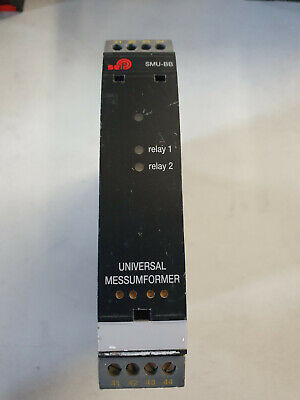 SMU-BB
relay 1
relay 2
UNIVERSAL
MESSUMFORMER
41 42 43 44